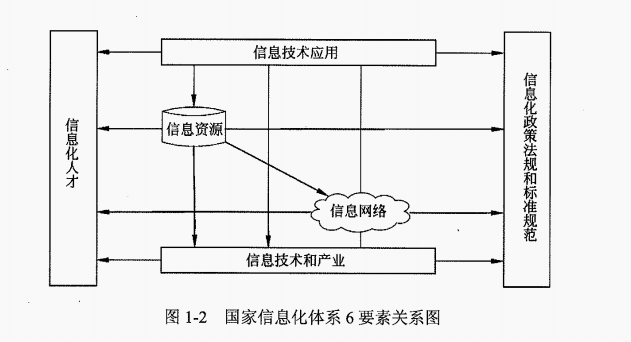 信息技术应用
信息化人才
信息资源
信息化政策法规和标准规范
信息网络
信息技术和产业
图 1-2 国家信息化体系 6 要素关系图